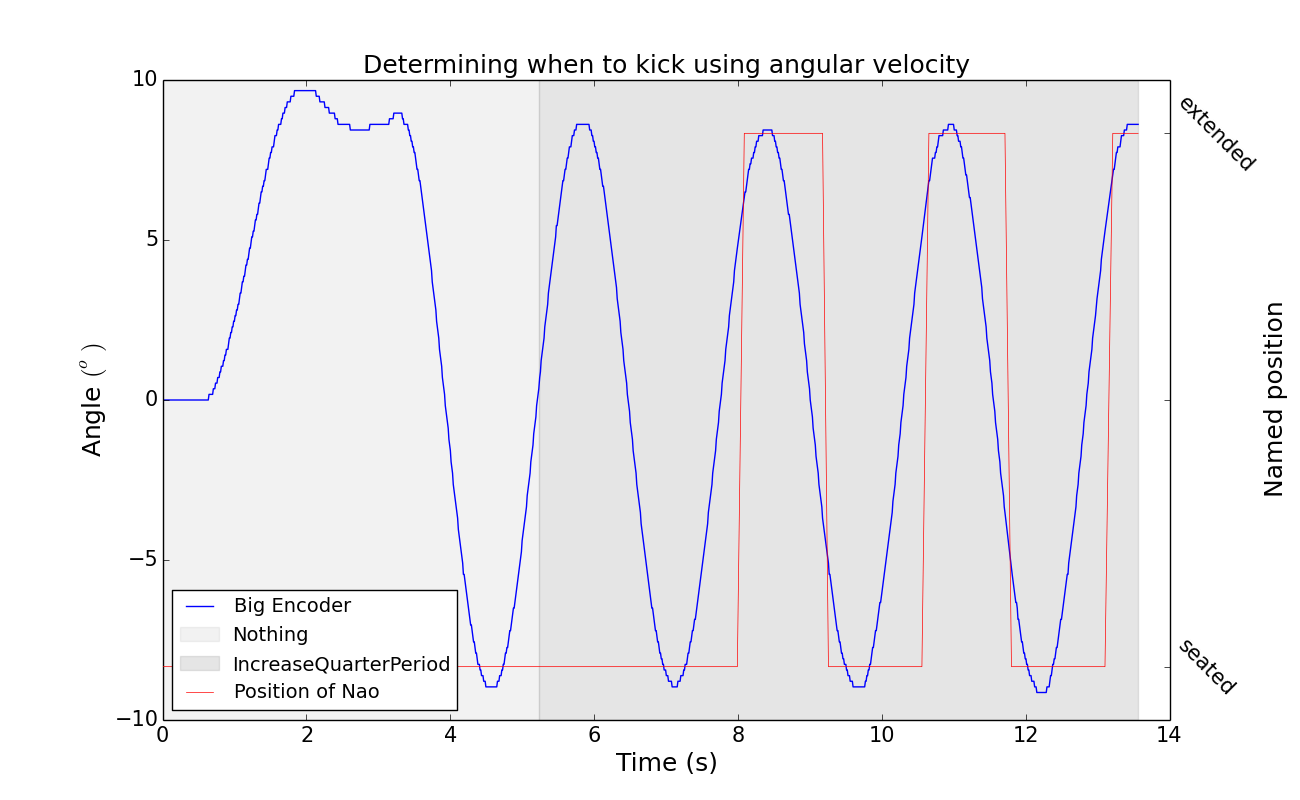 Determining when to kick using angular velocity
10
5
0
−5
−10
Angle (°)
0 2 4 6 8 10 12 14
Time (s)
extended
seated
Named position
Big Encoder
Nothing
IncreaseQuarterPeriod
Position of Nao